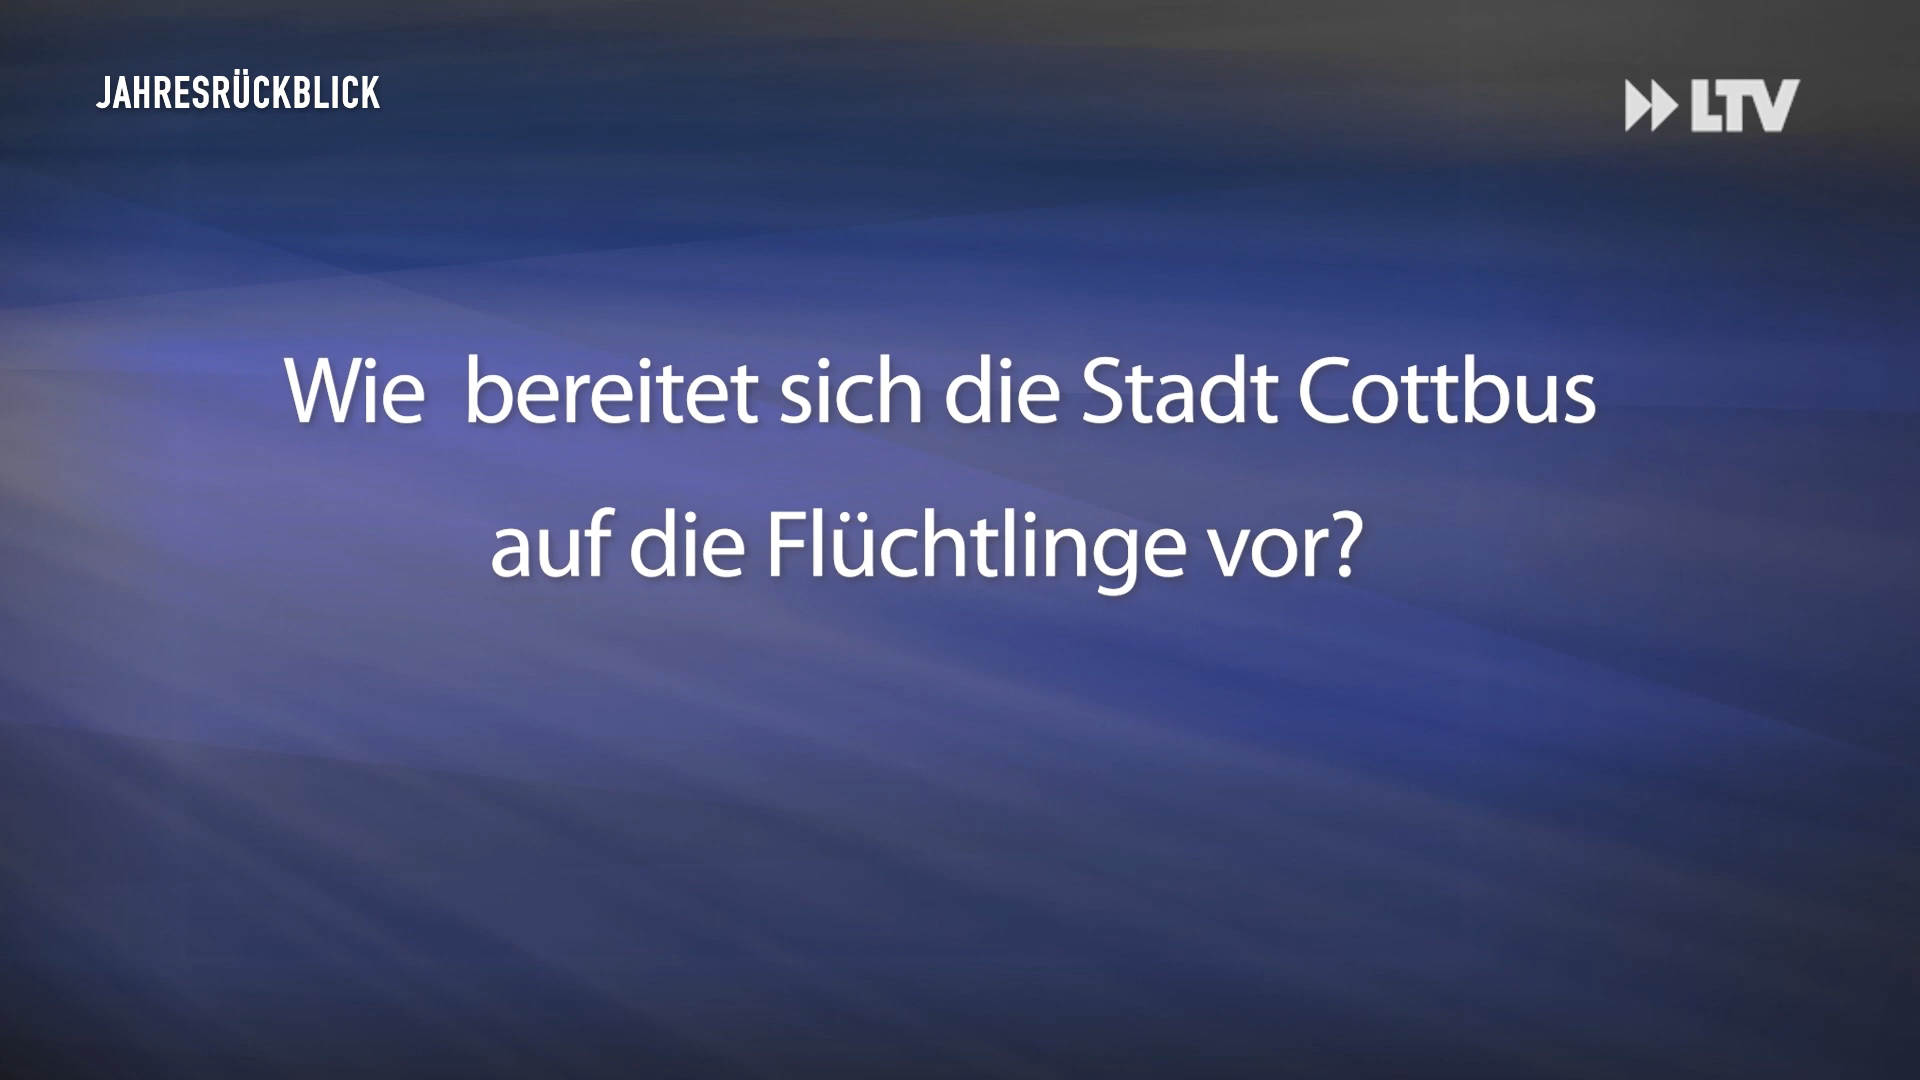 JAHRESRÜCKBLICK
LTV
Wie  bereitet sich die Stadt Cottbus
auf die Flüchtlinge vor?